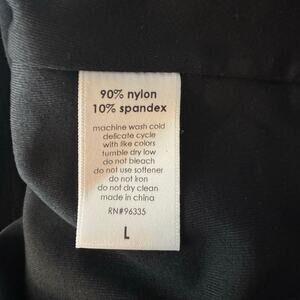 90% nylon
10% spandex
machine wash cold
delicate cycle
with like colors
tumble dry low
do not bleach
do not use softener
do not iron
do not dry clean
made in china
RN#96335
L